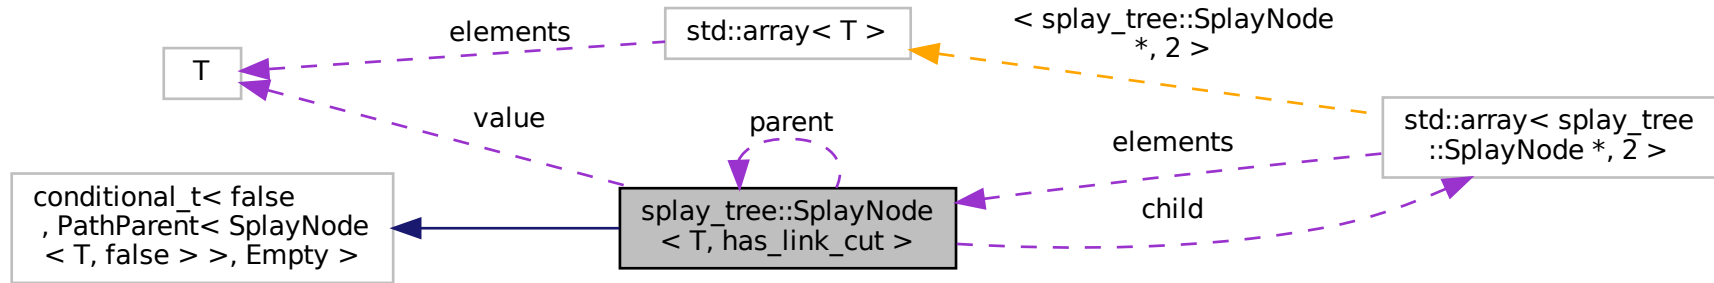 < splay_tree::SplayNode
*, 2 >
elements
std::array< T >
T
value
parent
elements
std::array< splay_tree
::SplayNode *, 2 >
conditional_t< false
, PathParent< SplayNode
< T, false > >, Empty >
splay_tree::SplayNode
< T, has_link_cut >
child